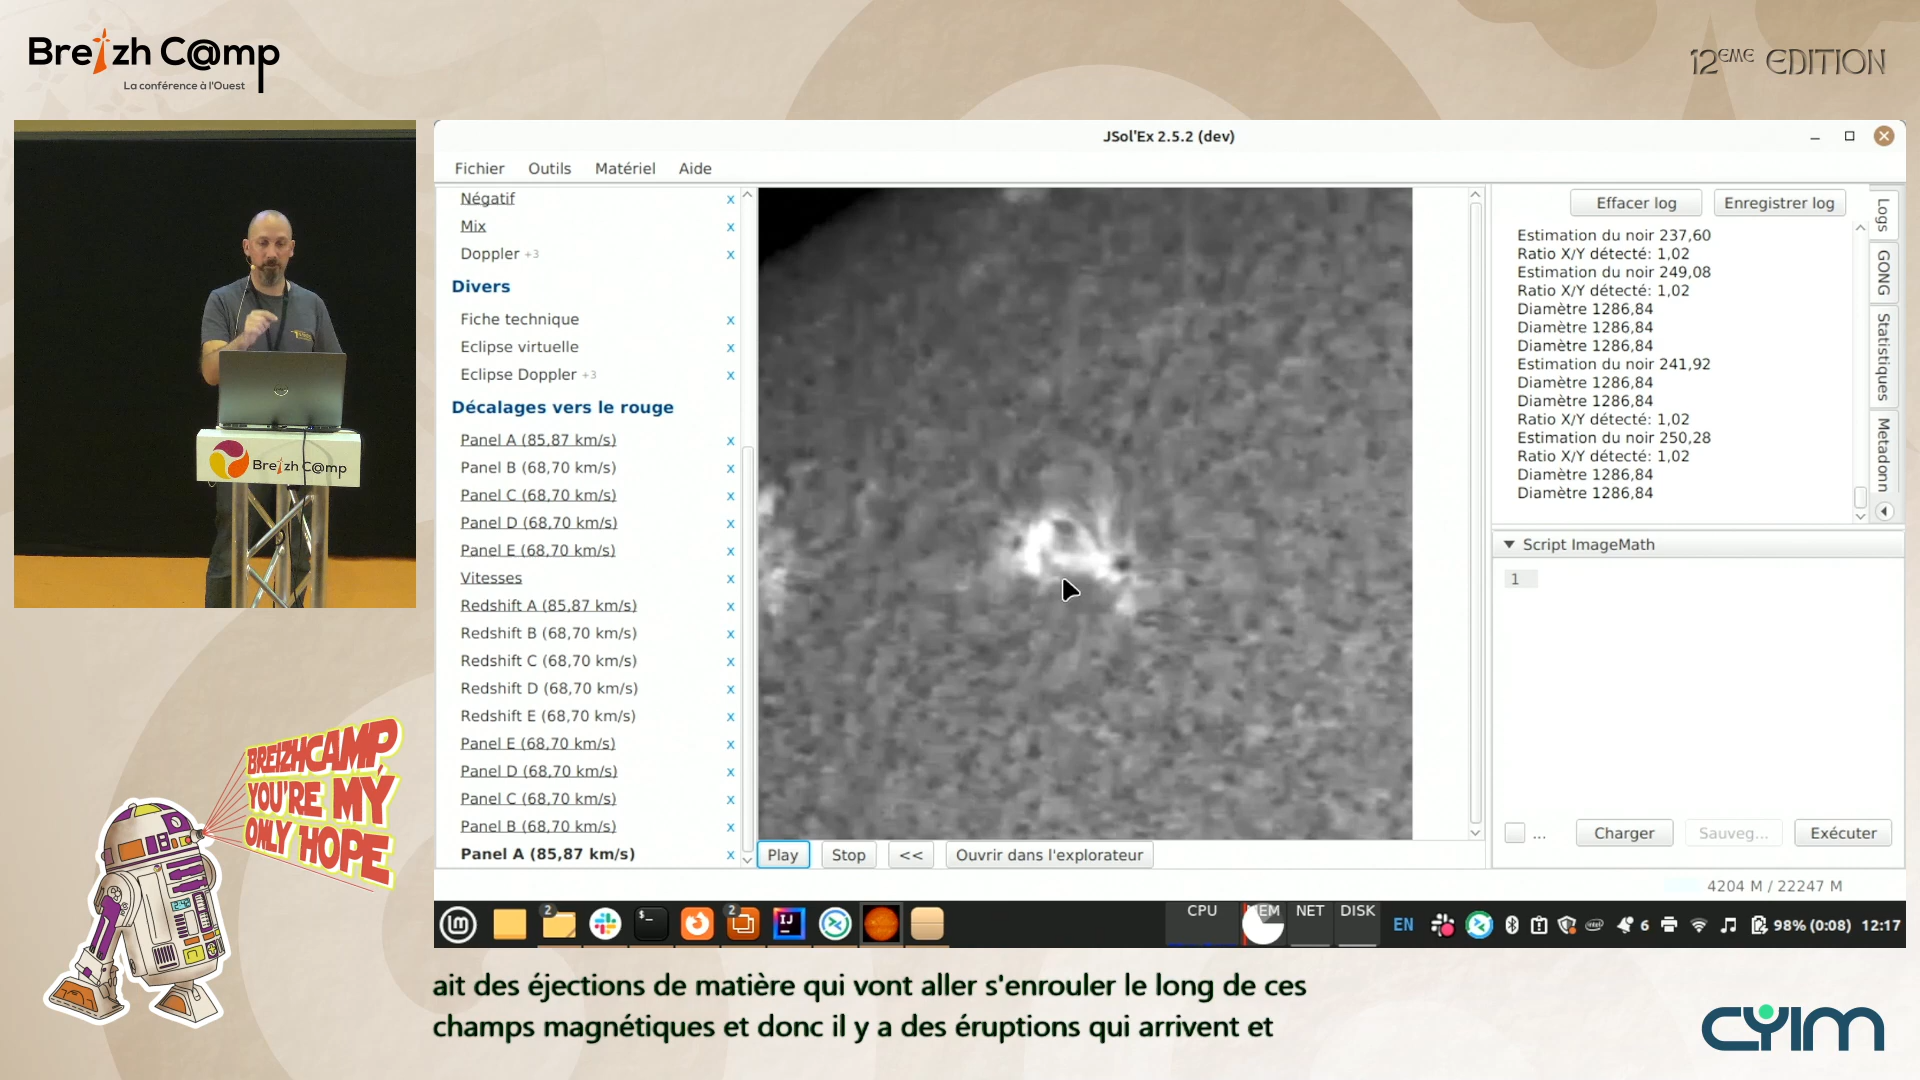 Breizh C@mp
La conférence à l'Ouest
12EME EDITION
Breizh C@mp
BREIZHCAMP,
YOU'RE MY
ONLY HOPE
JSol'Ex 2.5.2 (dev)
Fichier Outils Matériel Aide
Négatif x
Mix x
Doppler +3 x
Divers
Fiche technique x
Eclipse virtuelle x
Eclipse Doppler +3 x
Décalages vers le rouge
Panel A (85,87 km/s) x
Panel B (68,70 km/s) x
Panel C (68,70 km/s) x
Panel D (68,70 km/s) x
Panel E (68,70 km/s) x
Vitesses x
Redshift A (85,87 km/s) x
Redshift B (68,70 km/s) x
Redshift C (68,70 km/s) x
Redshift D (68,70 km/s) x
Redshift E (68,70 km/s) x
Panel E (68,70 km/s) x
Panel D (68,70 km/s) x
Panel C (68,70 km/s) x
Panel B (68,70 km/s) x
Panel A (85,87 km/s) x
Play Stop << Ouvrir dans l'explorateur
Effacer log Enregistrer log
Estimation du noir 237,60
Ratio X/Y détecté: 1,02
Estimation du noir 249,08
Ratio X/Y détecté: 1,02
Diamètre 1286,84
Diamètre 1286,84
Diamètre 1286,84
Estimation du noir 241,92
Diamètre 1286,84
Diamètre 1286,84
Ratio X/Y détecté: 1,02
Estimation du noir 250,28
Ratio X/Y détecté: 1,02
Diamètre 1286,84
Diamètre 1286,84
Logs
GONG
Statistiques
Metadonn
Script ImageMath
1
... Charger Sauveg... Exécuter
4204 M / 22247 M
2 $_ 2 IJ CPU MEM NET DISK EN 6 98% (0:08) 12:17
ait des éjections de matière qui vont aller s'enrouler le long de ces
champs magnétiques et donc il y a des éruptions qui arrivent et
CYIM